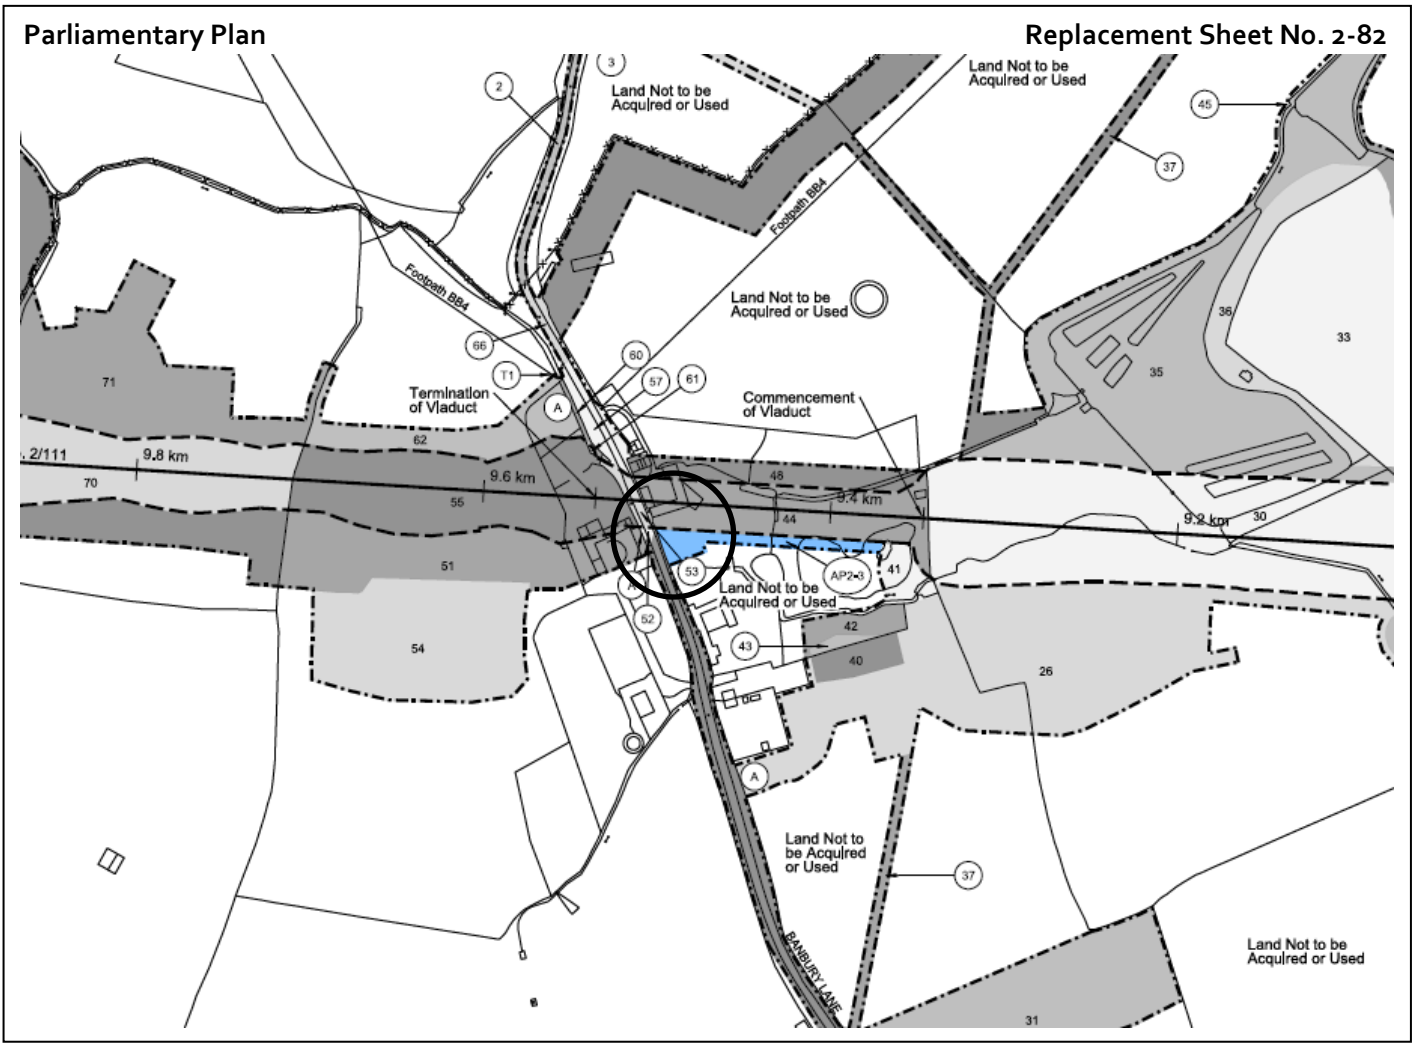 Parliamentary Plan
Replacement Sheet No. 2-82
3
2
Land Not to be
Acquired or Used
Land Not to be
Acquired or Used
45
37
Footpath BB4
Footpath BB4
Land Not to be
Acquired or Used
36
33
35
66
60
T1
57
61
71
Termination
of Viaduct
A
Commencement
of Viaduct
62
2/111
9.8 km
9.6 km
48
9.4 km
70
55
44
9.2 km
30
51
53
AP2-3
41
A
Land Not to be
Acquired or Used
52
42
54
43
40
26
A
Land Not to
be Acquired
or Used
37
BANBURY LANE
Land Not to be
Acquired or Used
31